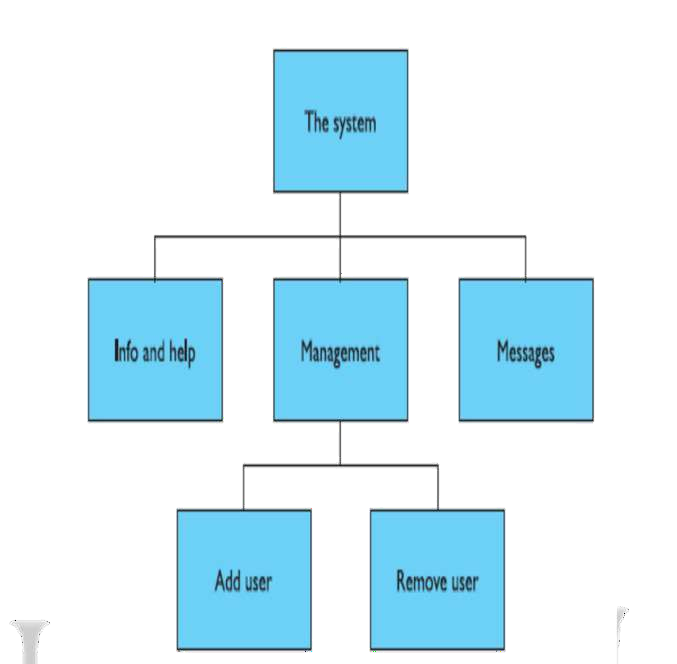 The system
Info and help
Management
Messages
Add user
Remove user